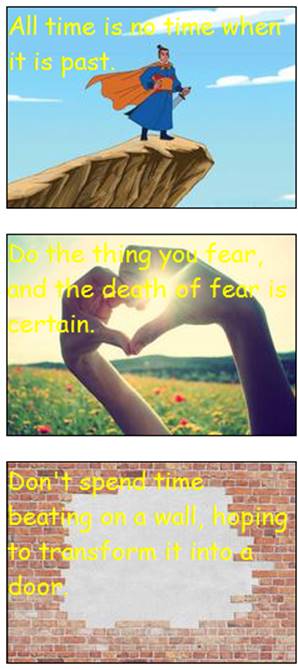 All time is no time when
it is past.
Do the thing you fear,
and the death of fear is
certain.
Don't spend time
beating on a wall, hoping
to transform it into a
door.